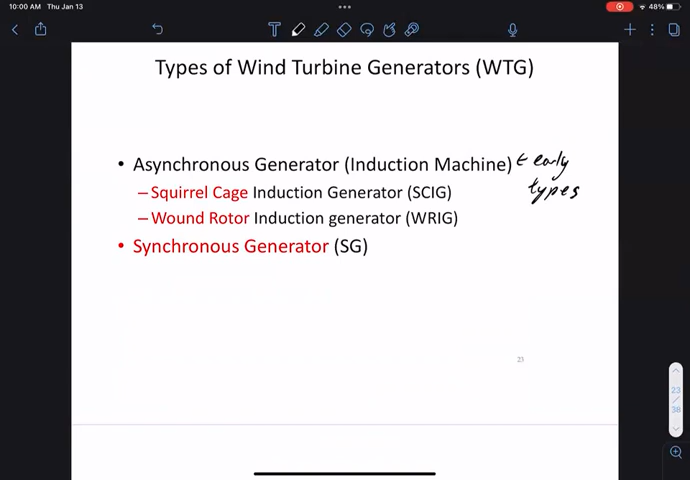 10:00 AM Thu Jan 13
48%
Types of Wind Turbine Generators (WTG)
• Asynchronous Generator (Induction Machine) ← early
types
– Squirrel Cage Induction Generator (SCIG)
– Wound Rotor Induction generator (WRIG)
• Synchronous Generator (SG)
23
23
/
38